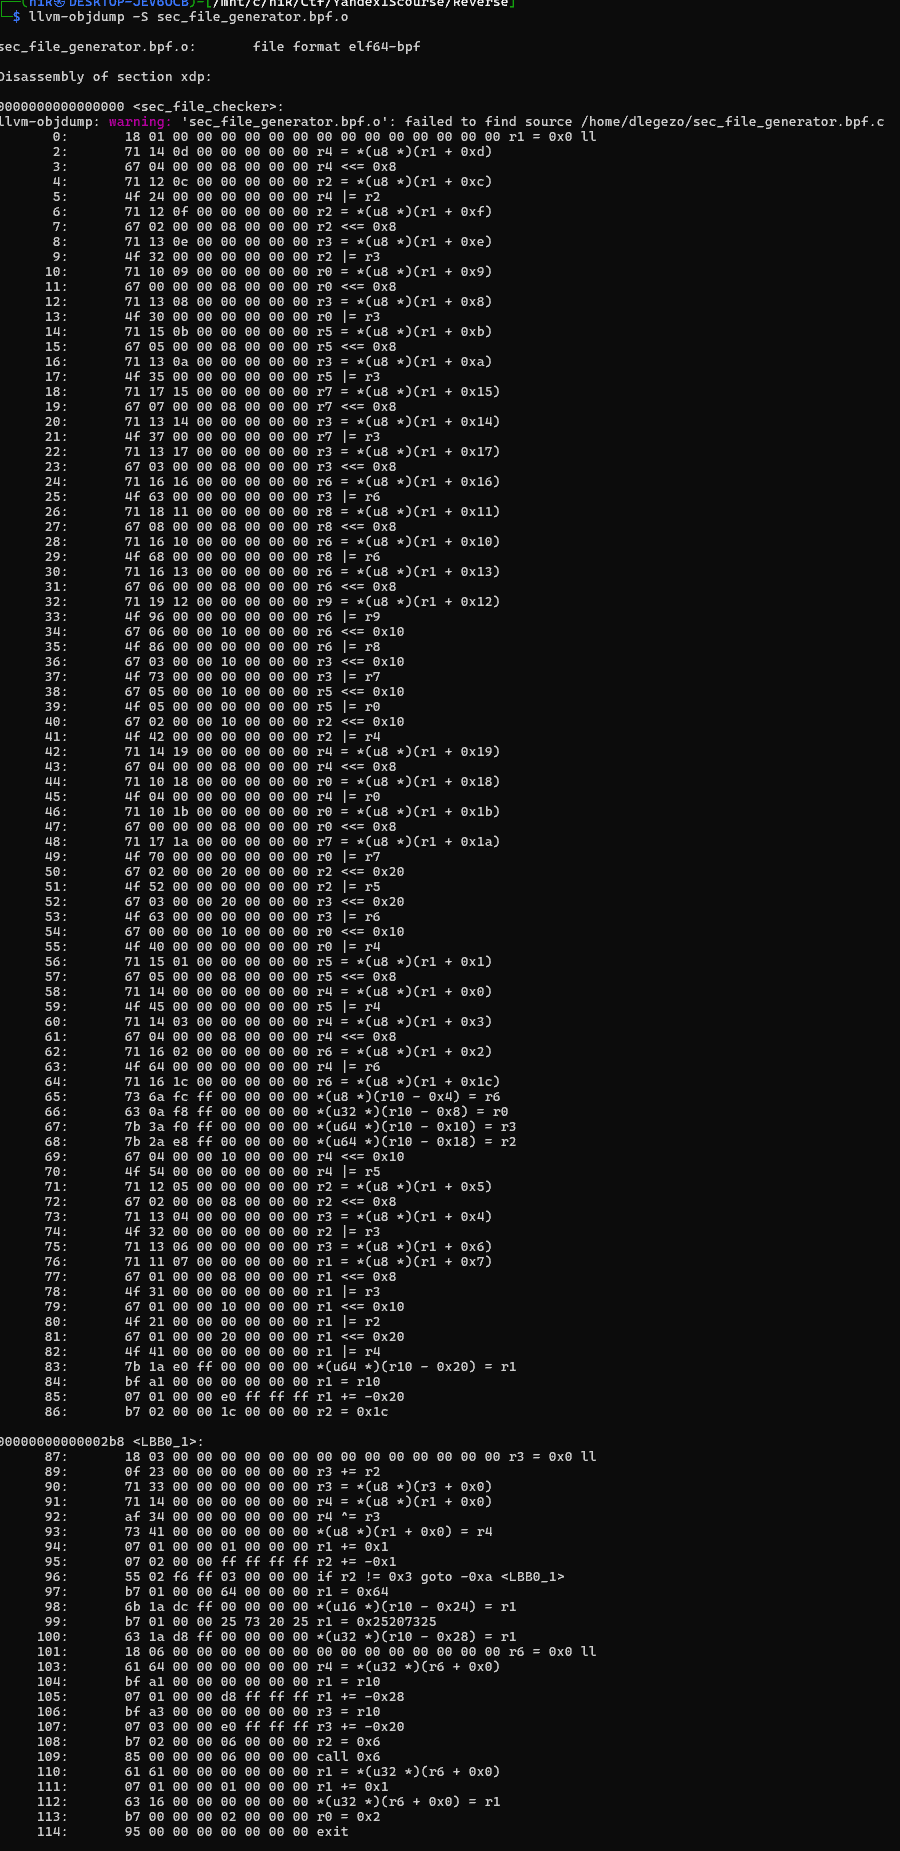 (n1k㉿DESKTOP-JEV6UCB)-[/mnt/c/n1k/Ctf/YandexIScourse/Reverse]
$ llvm-objdump -S sec_file_generator.bpf.o
sec_file_generator.bpf.o: file format elf64-bpf
Disassembly of section xdp:
0000000000000000 <sec_file_checker>:
llvm-objdump: warning: 'sec_file_generator.bpf.o': failed to find source /home/dlegezo/sec_file_generator.bpf.c
0: 18 01 00 00 00 00 00 00 00 00 00 00 00 00 00 00 r1 = 0x0 ll
2: 71 14 0d 00 00 00 00 00 r4 = *(u8 *)(r1 + 0xd)
3: 67 04 00 00 08 00 00 00 r4 <<= 0x8
4: 71 12 0c 00 00 00 00 00 r2 = *(u8 *)(r1 + 0xc)
5: 4f 24 00 00 00 00 00 00 r4 |= r2
6: 71 12 0f 00 00 00 00 00 r2 = *(u8 *)(r1 + 0xf)
7: 67 02 00 00 08 00 00 00 r2 <<= 0x8
8: 71 13 0e 00 00 00 00 00 r3 = *(u8 *)(r1 + 0xe)
9: 4f 32 00 00 00 00 00 00 r2 |= r3
10: 71 10 09 00 00 00 00 00 r0 = *(u8 *)(r1 + 0x9)
11: 67 00 00 00 08 00 00 00 r0 <<= 0x8
12: 71 13 08 00 00 00 00 00 r3 = *(u8 *)(r1 + 0x8)
13: 4f 30 00 00 00 00 00 00 r0 |= r3
14: 71 15 0b 00 00 00 00 00 r5 = *(u8 *)(r1 + 0xb)
15: 67 05 00 00 08 00 00 00 r5 <<= 0x8
16: 71 13 0a 00 00 00 00 00 r3 = *(u8 *)(r1 + 0xa)
17: 4f 35 00 00 00 00 00 00 r5 |= r3
18: 71 17 15 00 00 00 00 00 r7 = *(u8 *)(r1 + 0x15)
19: 67 07 00 00 08 00 00 00 r7 <<= 0x8
20: 71 13 14 00 00 00 00 00 r3 = *(u8 *)(r1 + 0x14)
21: 4f 37 00 00 00 00 00 00 r7 |= r3
22: 71 13 17 00 00 00 00 00 r3 = *(u8 *)(r1 + 0x17)
23: 67 03 00 00 08 00 00 00 r3 <<= 0x8
24: 71 16 16 00 00 00 00 00 r6 = *(u8 *)(r1 + 0x16)
25: 4f 63 00 00 00 00 00 00 r3 |= r6
26: 71 18 11 00 00 00 00 00 r8 = *(u8 *)(r1 + 0x11)
27: 67 08 00 00 08 00 00 00 r8 <<= 0x8
28: 71 16 10 00 00 00 00 00 r6 = *(u8 *)(r1 + 0x10)
29: 4f 68 00 00 00 00 00 00 r8 |= r6
30: 71 16 13 00 00 00 00 00 r6 = *(u8 *)(r1 + 0x13)
31: 67 06 00 00 08 00 00 00 r6 <<= 0x8
32: 71 19 12 00 00 00 00 00 r9 = *(u8 *)(r1 + 0x12)
33: 4f 96 00 00 00 00 00 00 r6 |= r9
34: 67 06 00 00 10 00 00 00 r6 <<= 0x10
35: 4f 86 00 00 00 00 00 00 r6 |= r8
36: 67 03 00 00 10 00 00 00 r3 <<= 0x10
37: 4f 73 00 00 00 00 00 00 r3 |= r7
38: 67 05 00 00 10 00 00 00 r5 <<= 0x10
39: 4f 05 00 00 00 00 00 00 r5 |= r0
40: 67 02 00 00 10 00 00 00 r2 <<= 0x10
41: 4f 42 00 00 00 00 00 00 r2 |= r4
42: 71 14 19 00 00 00 00 00 r4 = *(u8 *)(r1 + 0x19)
43: 67 04 00 00 08 00 00 00 r4 <<= 0x8
44: 71 10 18 00 00 00 00 00 r0 = *(u8 *)(r1 + 0x18)
45: 4f 04 00 00 00 00 00 00 r4 |= r0
46: 71 10 1b 00 00 00 00 00 r0 = *(u8 *)(r1 + 0x1b)
47: 67 00 00 00 08 00 00 00 r0 <<= 0x8
48: 71 17 1a 00 00 00 00 00 r7 = *(u8 *)(r1 + 0x1a)
49: 4f 70 00 00 00 00 00 00 r0 |= r7
50: 67 02 00 00 20 00 00 00 r2 <<= 0x20
51: 4f 52 00 00 00 00 00 00 r2 |= r5
52: 67 03 00 00 20 00 00 00 r3 <<= 0x20
53: 4f 63 00 00 00 00 00 00 r3 |= r6
54: 67 00 00 00 10 00 00 00 r0 <<= 0x10
55: 4f 40 00 00 00 00 00 00 r0 |= r4
56: 71 15 01 00 00 00 00 00 r5 = *(u8 *)(r1 + 0x1)
57: 67 05 00 00 08 00 00 00 r5 <<= 0x8
58: 71 14 00 00 00 00 00 00 r4 = *(u8 *)(r1 + 0x0)
59: 4f 45 00 00 00 00 00 00 r5 |= r4
60: 71 14 03 00 00 00 00 00 r4 = *(u8 *)(r1 + 0x3)
61: 67 04 00 00 08 00 00 00 r4 <<= 0x8
62: 71 16 02 00 00 00 00 00 r6 = *(u8 *)(r1 + 0x2)
63: 4f 64 00 00 00 00 00 00 r4 |= r6
64: 71 16 1c 00 00 00 00 00 r6 = *(u8 *)(r1 + 0x1c)
65: 73 6a fc ff 00 00 00 00 *(u8 *)(r10 - 0x4) = r6
66: 63 0a f8 ff 00 00 00 00 *(u32 *)(r10 - 0x8) = r0
67: 7b 3a f0 ff 00 00 00 00 *(u64 *)(r10 - 0x10) = r3
68: 7b 2a e8 ff 00 00 00 00 *(u64 *)(r10 - 0x18) = r2
69: 67 04 00 00 10 00 00 00 r4 <<= 0x10
70: 4f 54 00 00 00 00 00 00 r4 |= r5
71: 71 12 05 00 00 00 00 00 r2 = *(u8 *)(r1 + 0x5)
72: 67 02 00 00 08 00 00 00 r2 <<= 0x8
73: 71 13 04 00 00 00 00 00 r3 = *(u8 *)(r1 + 0x4)
74: 4f 32 00 00 00 00 00 00 r2 |= r3
75: 71 13 06 00 00 00 00 00 r3 = *(u8 *)(r1 + 0x6)
76: 71 11 07 00 00 00 00 00 r1 = *(u8 *)(r1 + 0x7)
77: 67 01 00 00 08 00 00 00 r1 <<= 0x8
78: 4f 31 00 00 00 00 00 00 r1 |= r3
79: 67 01 00 00 10 00 00 00 r1 <<= 0x10
80: 4f 21 00 00 00 00 00 00 r1 |= r2
81: 67 01 00 00 20 00 00 00 r1 <<= 0x20
82: 4f 41 00 00 00 00 00 00 r1 |= r4
83: 7b 1a e0 ff 00 00 00 00 *(u64 *)(r10 - 0x20) = r1
84: bf a1 00 00 00 00 00 00 r1 = r10
85: 07 01 00 00 e0 ff ff ff r1 += -0x20
86: b7 02 00 00 1c 00 00 00 r2 = 0x1c
00000000000002b8 <LBB0_1>:
87: 18 03 00 00 00 00 00 00 00 00 00 00 00 00 00 00 r3 = 0x0 ll
89: 0f 23 00 00 00 00 00 00 r3 += r2
90: 71 33 00 00 00 00 00 00 r3 = *(u8 *)(r3 + 0x0)
91: 71 14 00 00 00 00 00 00 r4 = *(u8 *)(r1 + 0x0)
92: af 34 00 00 00 00 00 00 r4 ^= r3
93: 73 41 00 00 00 00 00 00 *(u8 *)(r1 + 0x0) = r4
94: 07 01 00 00 01 00 00 00 r1 += 0x1
95: 07 02 00 00 ff ff ff ff r2 += -0x1
96: 55 02 f6 ff 03 00 00 00 if r2 != 0x3 goto -0xa <LBB0_1>
97: b7 01 00 00 64 00 00 00 r1 = 0x64
98: 6b 1a dc ff 00 00 00 00 *(u16 *)(r10 - 0x24) = r1
99: b7 01 00 00 25 73 20 25 r1 = 0x25207325
100: 63 1a d8 ff 00 00 00 00 *(u32 *)(r10 - 0x28) = r1
101: 18 06 00 00 00 00 00 00 00 00 00 00 00 00 00 00 r6 = 0x0 ll
103: 61 64 00 00 00 00 00 00 r4 = *(u32 *)(r6 + 0x0)
104: bf a1 00 00 00 00 00 00 r1 = r10
105: 07 01 00 00 d8 ff ff ff r1 += -0x28
106: bf a3 00 00 00 00 00 00 r3 = r10
107: 07 03 00 00 e0 ff ff ff r3 += -0x20
108: b7 02 00 00 06 00 00 00 r2 = 0x6
109: 85 00 00 00 06 00 00 00 call 0x6
110: 61 61 00 00 00 00 00 00 r1 = *(u32 *)(r6 + 0x0)
111: 07 01 00 00 01 00 00 00 r1 += 0x1
112: 63 16 00 00 00 00 00 00 *(u32 *)(r6 + 0x0) = r1
113: b7 00 00 00 02 00 00 00 r0 = 0x2
114: 95 00 00 00 00 00 00 00 exit